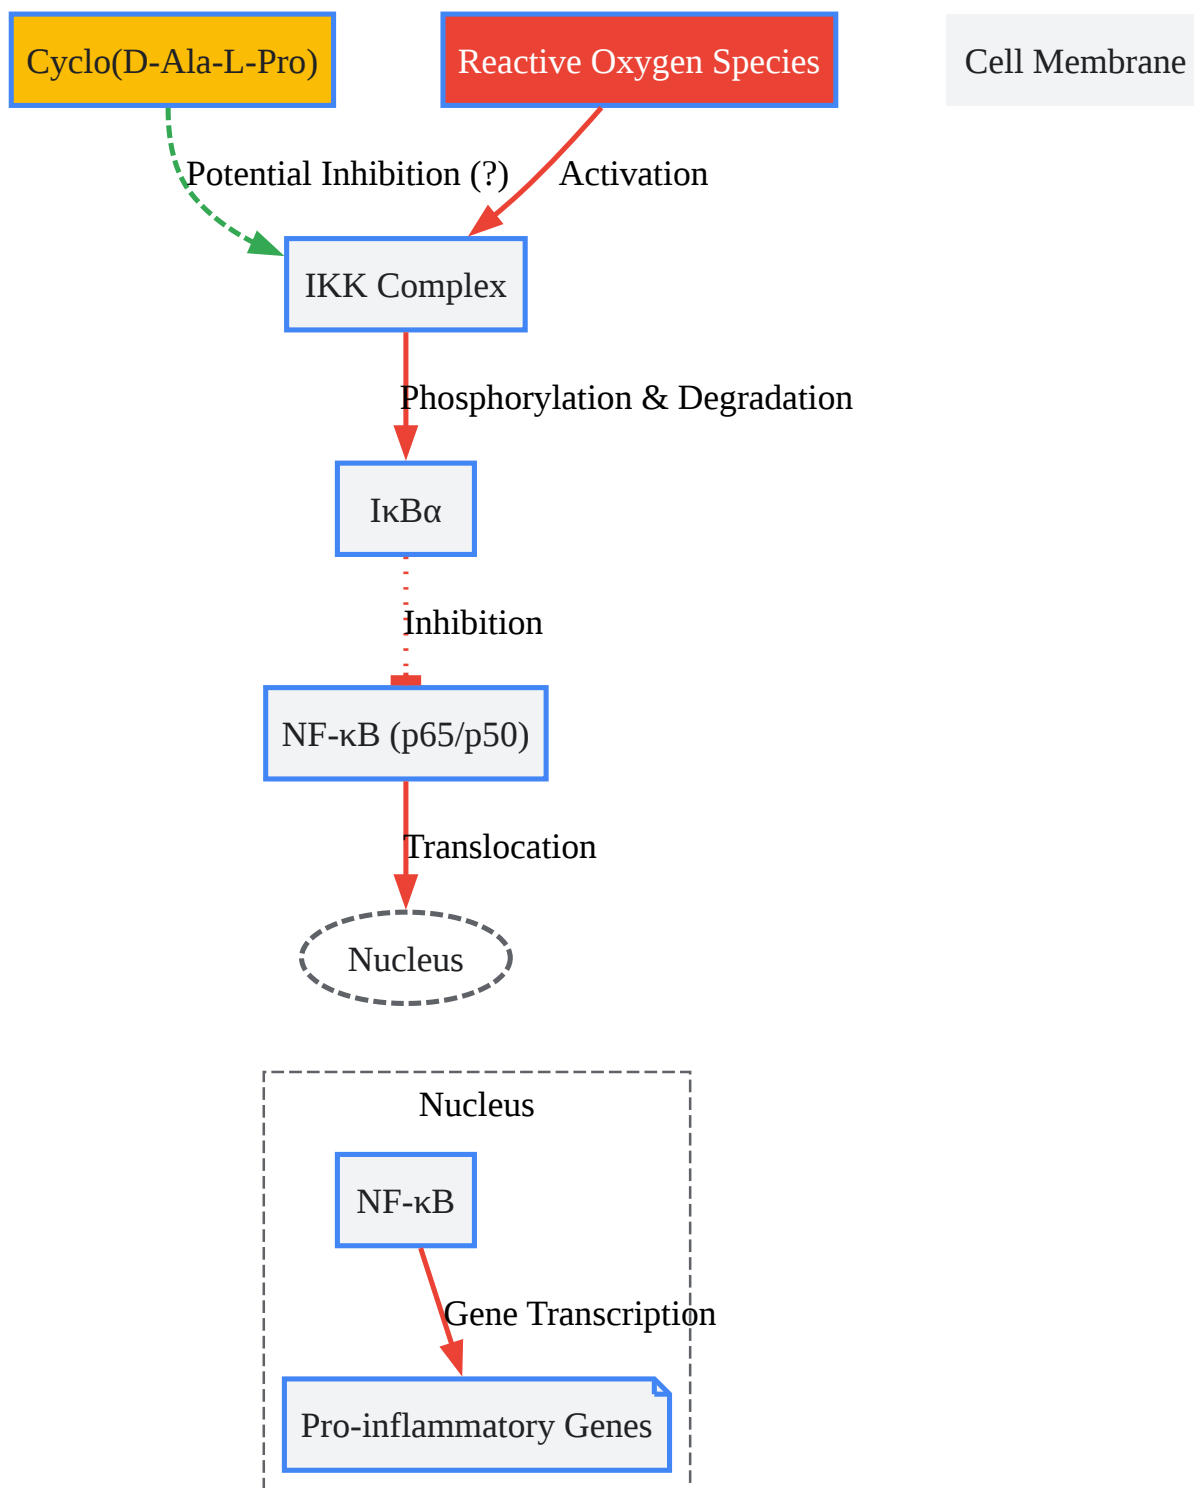 Cyclo(D-Ala-L-Pro)
Reactive Oxygen Species
Cell Membrane
Potential Inhibition (?)
Activation
IKK Complex
Phosphorylation & Degradation
IκBα
Inhibition
NF-κB (p65/p50)
Translocation
Nucleus
Nucleus
NF-κB
Gene Transcription
Pro-inflammatory Genes